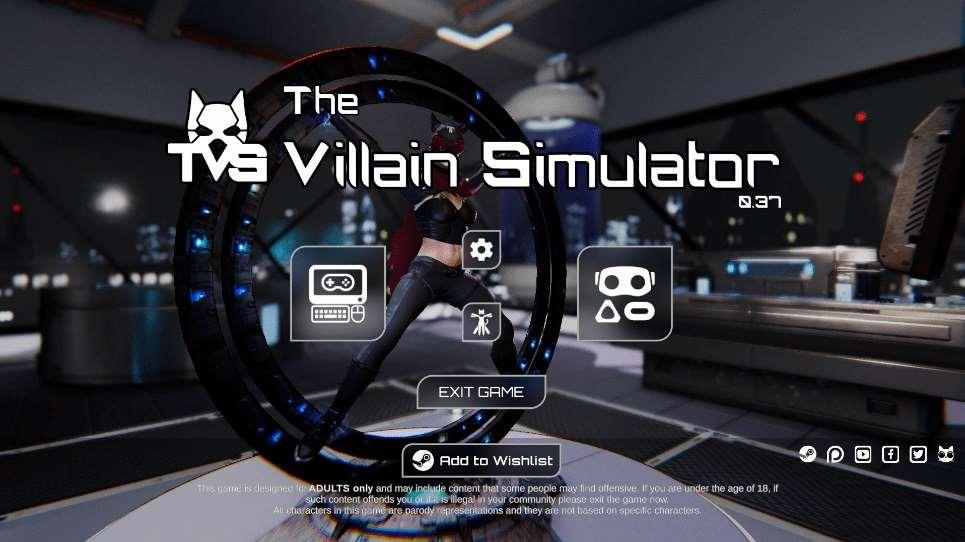 The
TVS Villain Simulator
0.37
EXIT GAME
Add to Wishlist
This game is designed for ADULTS only and may include content that some people may find offensive. If you are under the age of 18, if
such content offends you or if it is illegal in your community please exit the game now.
All characters in this game are parody representations and they are not based on specific characters.